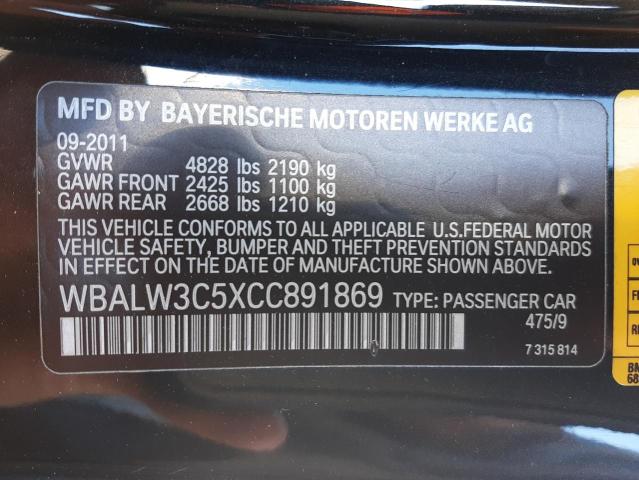 MFD BY BAYERISCHE MOTOREN WERKE AG
09-2011
GVWR 4828 lbs 2190 kg
GAWR FRONT 2425 lbs 1100 kg
GAWR REAR 2668 lbs 1210 kg
THIS VEHICLE CONFORMS TO ALL APPLICABLE U.S.FEDERAL MOTOR
VEHICLE SAFETY, BUMPER AND THEFT PREVENTION STANDARDS
IN EFFECT ON THE DATE OF MANUFACTURE SHOWN ABOVE.
WBALW3C5XCC891869 TYPE: PASSENGER CAR
475/9
7 315 814
BM
68